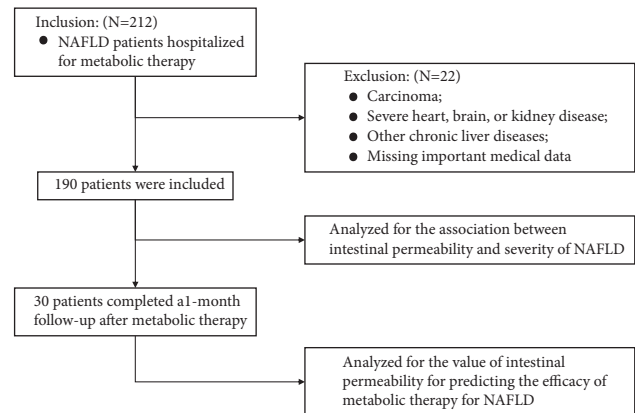 Inclusion: (N=212)
● NAFLD patients hospitalized
for metabolic therapy
Exclusion: (N=22)
● Carcinoma;
● Severe heart, brain, or kidney disease;
● Other chronic liver diseases;
● Missing important medical data
190 patients were included
Analyzed for the association between
intestinal permeability and severity of NAFLD
30 patients completed a1-month
follow-up after metabolic therapy
Analyzed for the value of intestinal
permeability for predicting the efficacy of
metabolic therapy for NAFLD